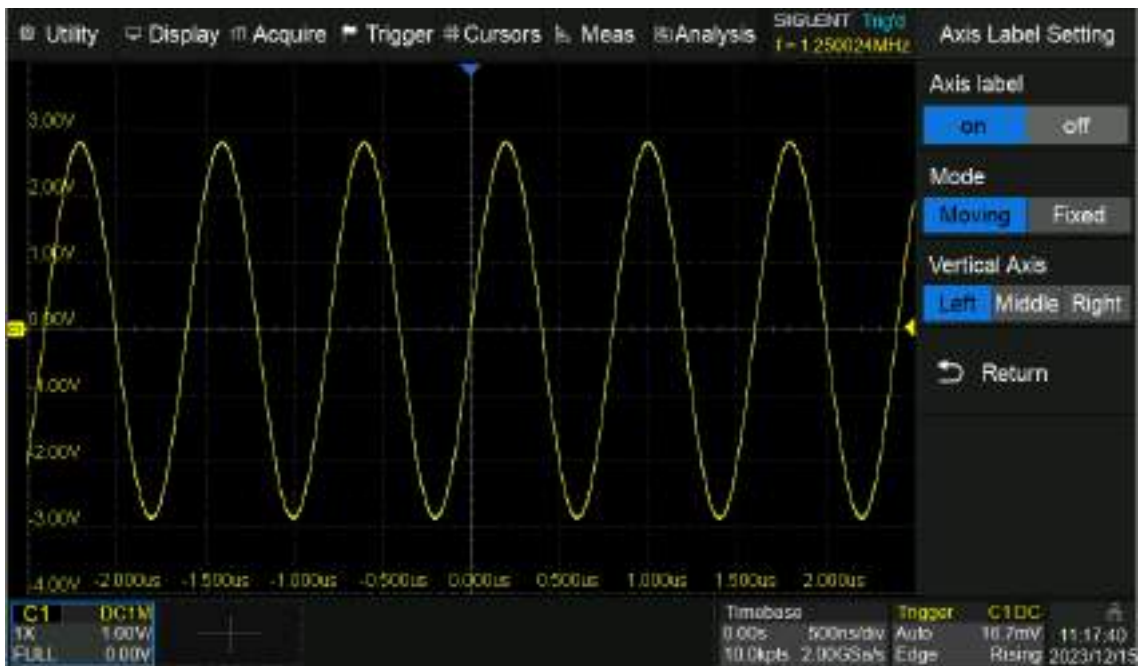 Utility Display Acquire Trigger Cursors Meas Analysis
SIGLENT Trig'd
f = 1.250024MHz
Axis Label Setting
Axis label
on off
Mode
Moving Fixed
Vertical Axis
Left Middle Right
Return
3.00V
2.00V
1.00V
0.00V
-1.00V
-2.00V
-3.00V
-4.00V -2.000us -1.500us -1.000us -0.500us 0.000us 0.500us 1.000us 1.500us 2.000us
C1 DC1M
1X 1.00V/
FULL 0.00V
Timebase
0.00s 500ns/div
10.0kpts 2.00GSa/s
Trigger C1 DC
Auto 16.7mV
Edge Rising
11:17:40
2023/12/15